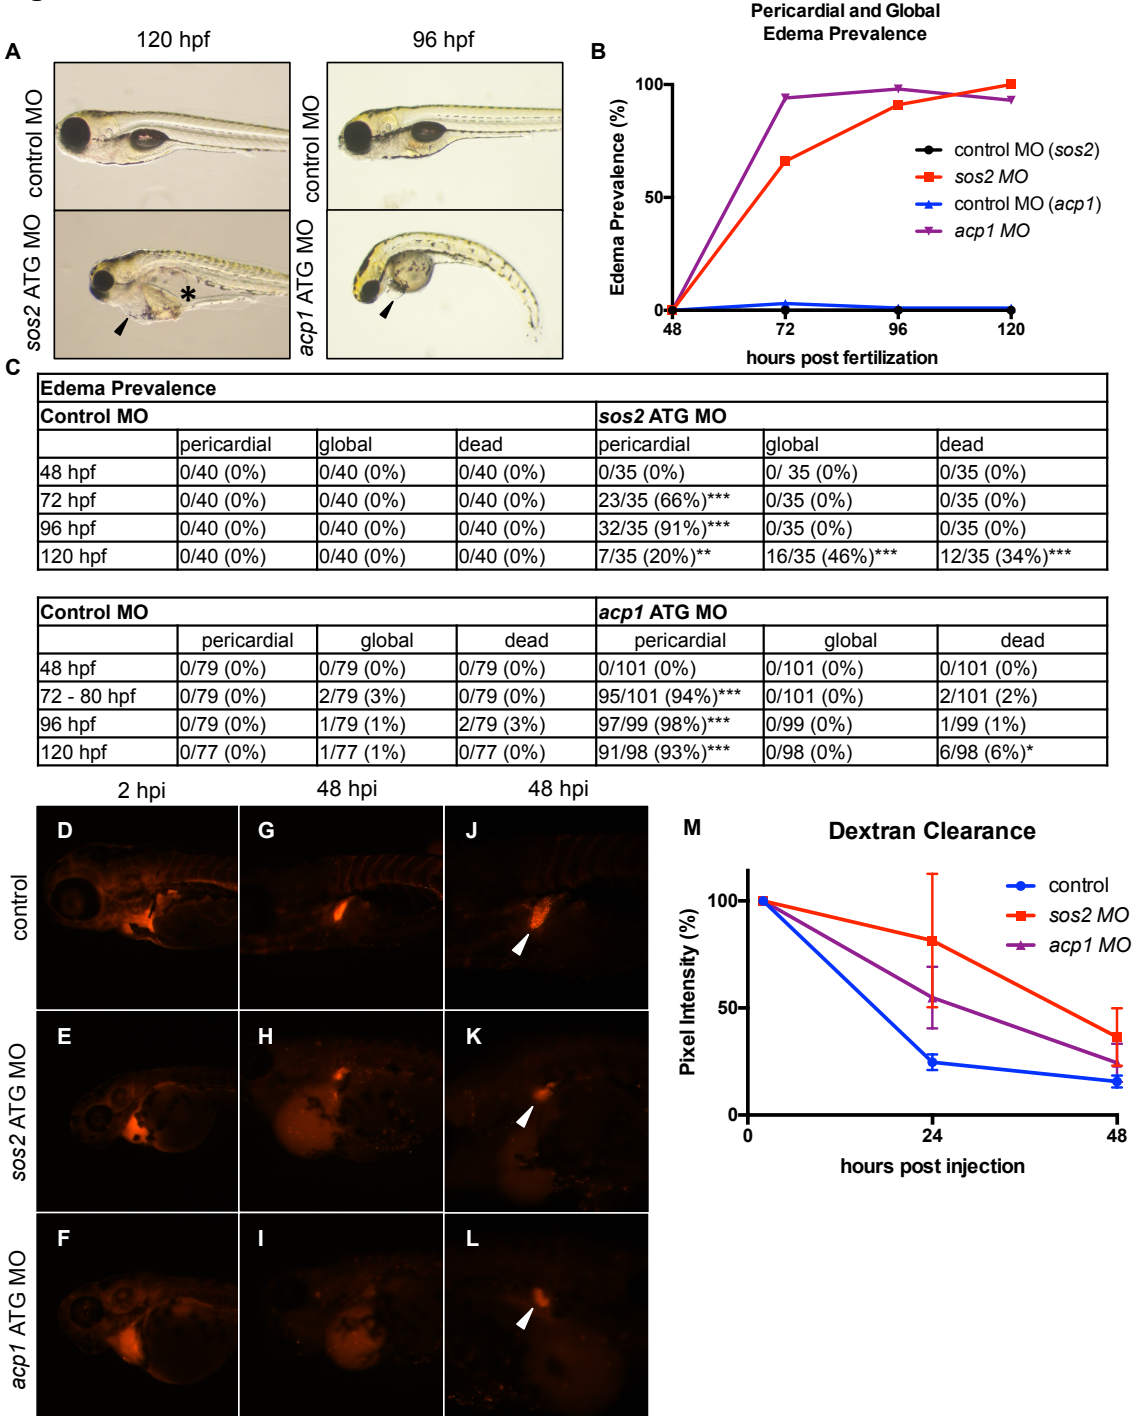 120 hpf
96 hpf
A
control MO
sos2 ATG MO
*
control MO
acp1 ATG MO
B
Pericardial and Global
Edema Prevalence
Edema Prevalence (%)
100
50
0
48
72
96
120
hours post fertilization
control MO (sos2)
sos2 MO
control MO (acp1)
acp1 MO
C
Edema Prevalence
Control MO sos2 ATG MO
pericardial global dead pericardial global dead
48 hpf 0/40 (0%) 0/40 (0%) 0/40 (0%) 0/35 (0%) 0/ 35 (0%) 0/35 (0%)
72 hpf 0/40 (0%) 0/40 (0%) 0/40 (0%) 23/35 (66%)*** 0/35 (0%) 0/35 (0%)
96 hpf 0/40 (0%) 0/40 (0%) 0/40 (0%) 32/35 (91%)*** 0/35 (0%) 0/35 (0%)
120 hpf 0/40 (0%) 0/40 (0%) 0/40 (0%) 7/35 (20%)** 16/35 (46%)*** 12/35 (34%)***
Control MO acp1 ATG MO
pericardial global dead pericardial global dead
48 hpf 0/79 (0%) 0/79 (0%) 0/79 (0%) 0/101 (0%) 0/101 (0%) 0/101 (0%)
72 - 80 hpf 0/79 (0%) 2/79 (3%) 0/79 (0%) 95/101 (94%)*** 0/101 (0%) 2/101 (2%)
96 hpf 0/79 (0%) 1/79 (1%) 2/79 (3%) 97/99 (98%)*** 0/99 (0%) 1/99 (1%)
120 hpf 0/77 (0%) 1/77 (1%) 0/77 (0%) 91/98 (93%)*** 0/98 (0%) 6/98 (6%)*
2 hpi
48 hpi
48 hpi
control
D
G
J
sos2 ATG MO
E
H
K
acp1 ATG MO
F
I
L
M
Dextran Clearance
Pixel Intensity (%)
100
50
0
0
24
48
hours post injection
control
sos2 MO
acp1 MO